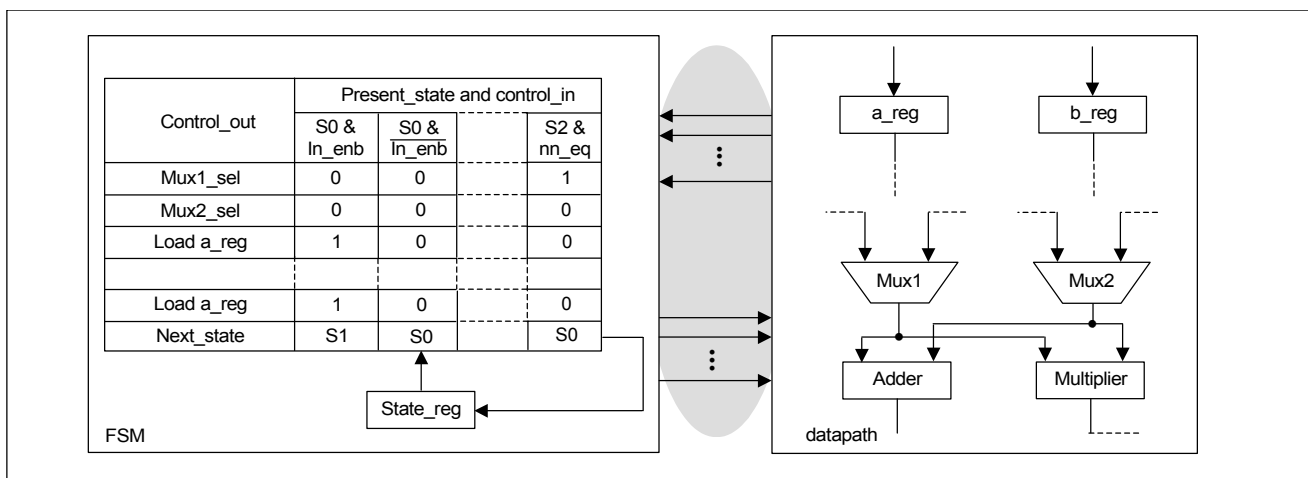 Control_out
Present_state and control_in
S0 &
In_enb
S0 &
In_enb
S2 &
nn_eq
Mux1_sel 0 0 1
Mux2_sel 0 0 0
Load a_reg 1 0 0
Load a_reg 1 0 0
Next_state S1 S0 S0
State_reg
FSM
a_reg
b_reg
Mux1
Mux2
Adder
Multiplier
datapath